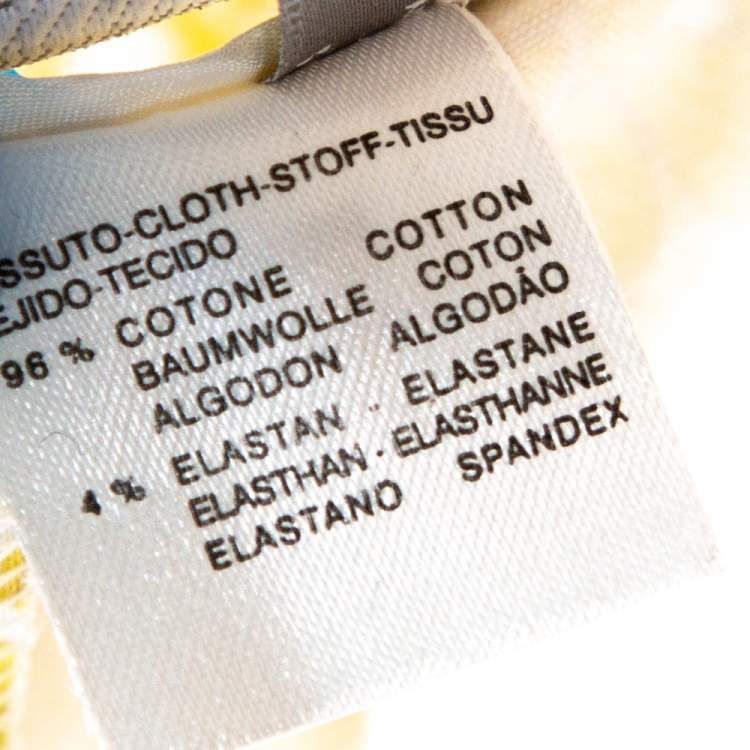 SSUTO-CLOTH-STOFF-TISSU
EJIDO-TECIDO
96 % COTONE COTTON
BAUMWOLLE COTON
ALGODON ALGODÃO
4 % ELASTAN - ELASTANE
ELASTHAN · ELASTHANNE
ELASTANO SPANDEX